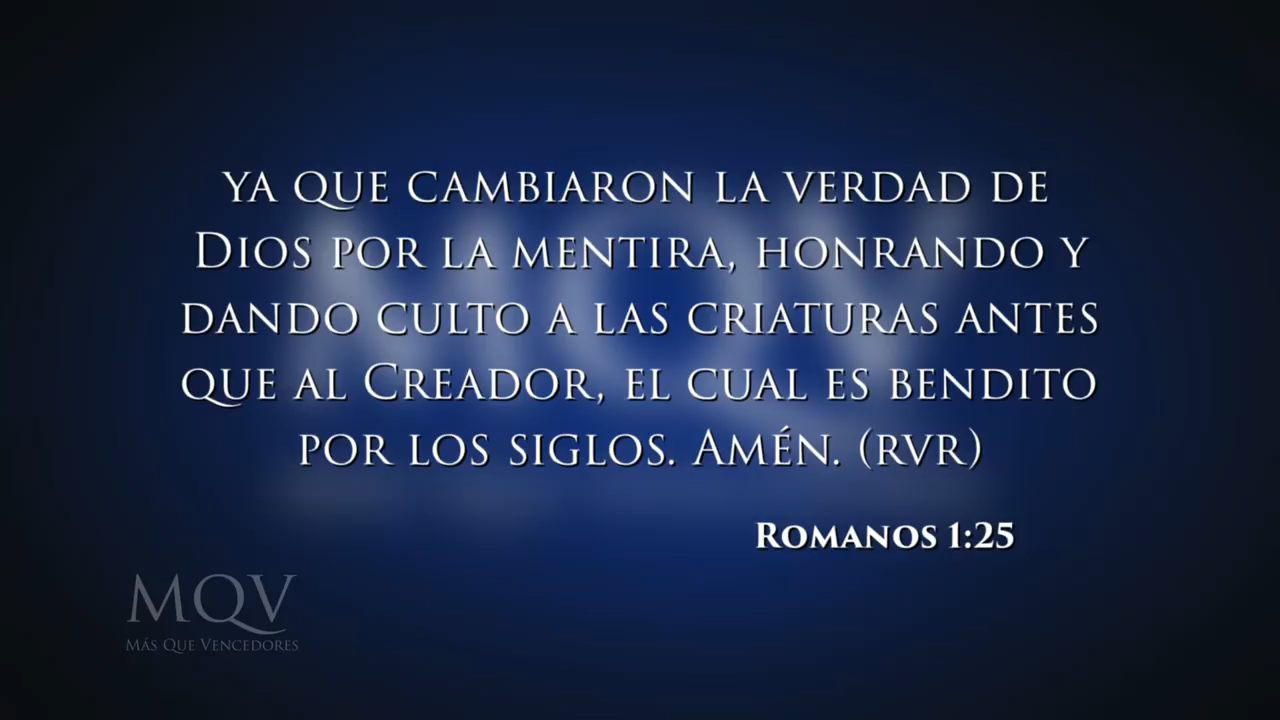 ya que cambiaron la verdad de
Dios por la mentira, honrando y
dando culto a las criaturas antes
que al Creador, el cual es bendito
por los siglos. Amén. (rvr)
Romanos 1:25
MQV
Más Que Vencedores